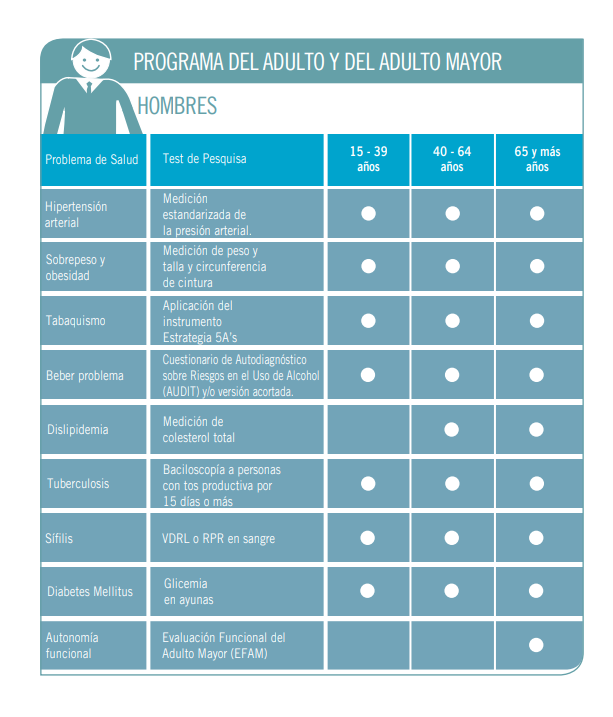 PROGRAMA DEL ADULTO Y DEL ADULTO MAYOR
HOMBRES
Problema de Salud
Test de Pesquisa
15 - 39
años
40 - 64
años
65 y más
años
Hipertensión
arterial
Medición
estandarizada de
la presión arterial.
Sobrepeso y
obesidad
Medición de peso y
talla y circunferencia
de cintura
Tabaquismo
Aplicación del
instrumento
Estrategia 5A's
Beber problema
Cuestionario de Autodiagnóstico
sobre Riesgos en el Uso de Alcohol
(AUDIT) y/o versión acortada.
Dislipidemia
Medición de
colesterol total
Tuberculosis
Baciloscopía a personas
con tos productiva por
15 días o más
Sífilis
VDRL o RPR en sangre
Diabetes Mellitus
Glicemia
en ayunas
Autonomía
funcional
Evaluación Funcional del
Adulto Mayor (EFAM)